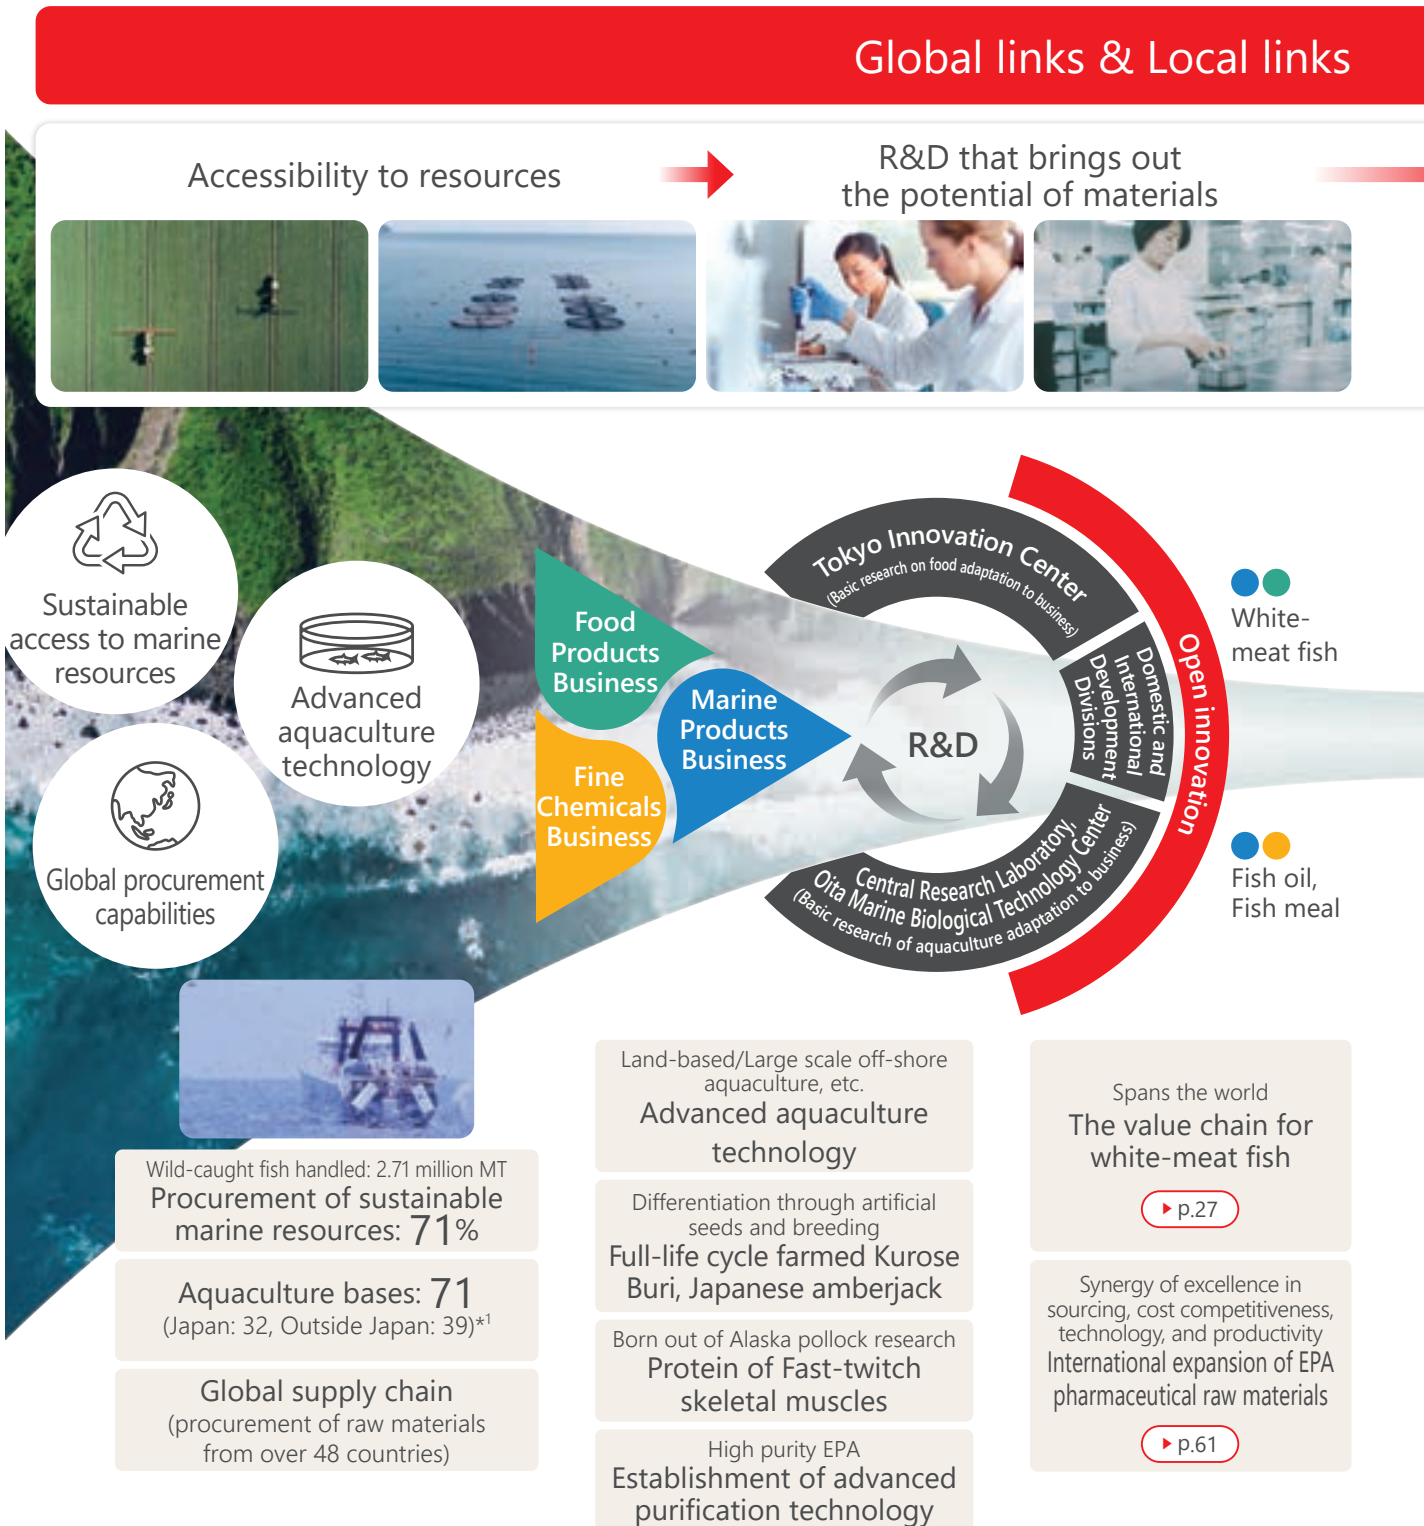 Global links & Local links
Accessibility to resources
R&D that brings out
the potential of materials
Sustainable
access to marine
resources
Advanced
aquaculture
technology
Global procurement
capabilities
Food
Products
Business
Marine
Products
Business
Fine
Chemicals
Business
R&D
Tokyo Innovation Center
(Basic research on food adaptation to business)
Domestic and
International
Development
Divisions
Central Research Laboratory,
Oita Marine Biological Technology Center
(Basic research of aquaculture adaptation to business)
Open innovation
White-
meat fish
Fish oil,
Fish meal
Wild-caught fish handled: 2.71 million MT
Procurement of sustainable
marine resources: 71%
Aquaculture bases: 71
(Japan: 32, Outside Japan: 39)*1
Global supply chain
(procurement of raw materials
from over 48 countries)
Land-based/Large scale off-shore
aquaculture, etc.
Advanced aquaculture
technology
Differentiation through artificial
seeds and breeding
Full-life cycle farmed Kurose
Buri, Japanese amberjack
Born out of Alaska pollock research
Protein of Fast-twitch
skeletal muscles
High purity EPA
Establishment of advanced
purification technology
Spans the world
The value chain for
white-meat fish
p.27
Synergy of excellence in
sourcing, cost competitiveness,
technology, and productivity
International expansion of EPA
pharmaceutical raw materials
p.61